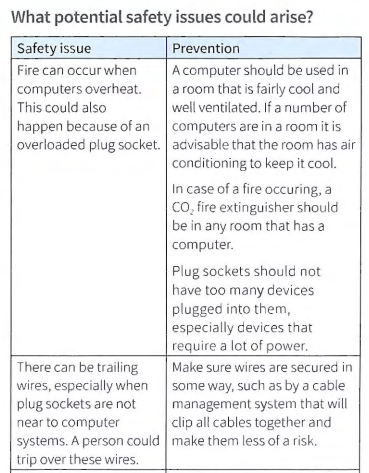 What potential safety issues could arise?
Safety issue
Prevention
Fire can occur when
computers overheat.
This could also
happen because of an
overloaded plug socket.
A computer should be used in
a room that is fairly cool and
well ventilated. If a number of
computers are in a room it is
advisable that the room has air
conditioning to keep it cool.
In case of a fire occuring, a
CO₂ fire extinguisher should
be in any room that has a
computer.
Plug sockets should not
have too many devices
plugged into them,
especially devices that
require a lot of power.
There can be trailing
wires, especially when
plug sockets are not
near to computer
systems. A person could
trip over these wires.
Make sure wires are secured in
some way, such as by a cable
management system that will
clip all cables together and
make them less of a risk.